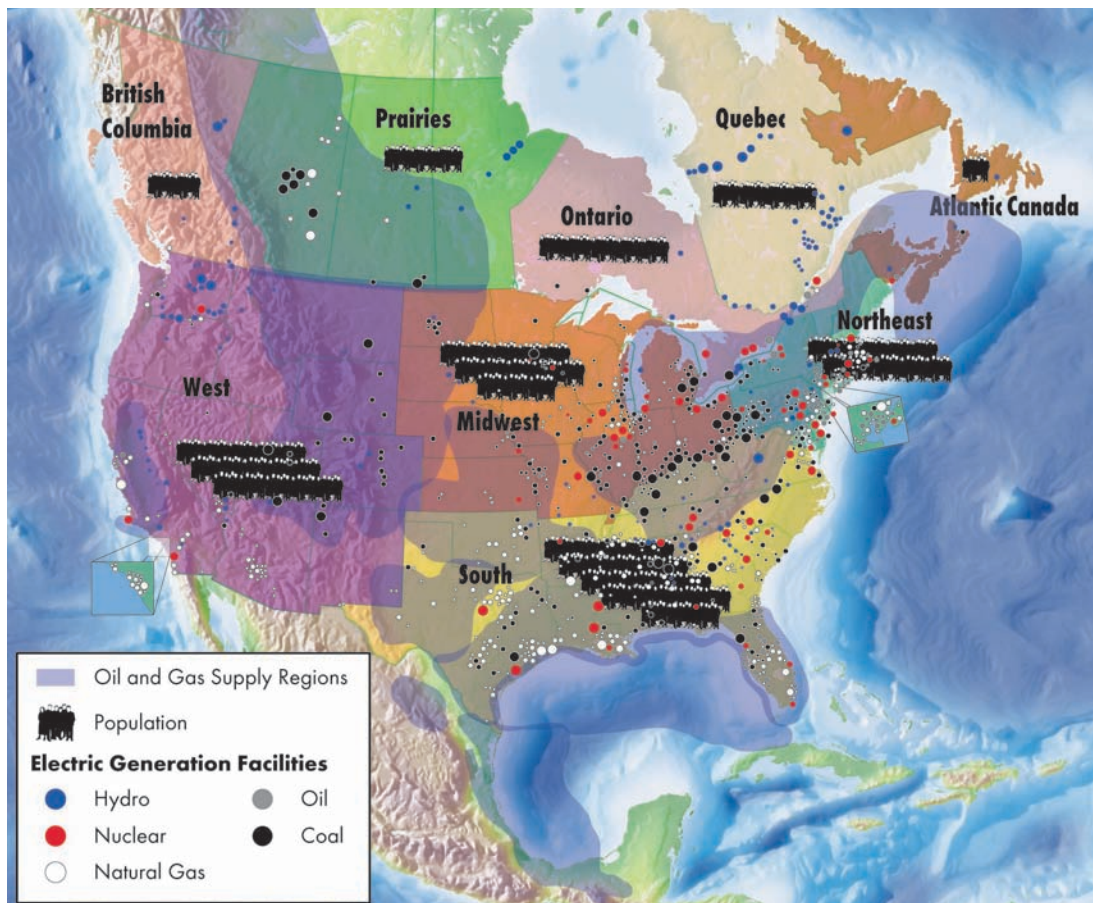 British
Columbia
Prairies
Quebec
Ontario
Atlantic Canada
Northeast
West
Midwest
South
Oil and Gas Supply Regions
Population
Electric Generation Facilities
Hydro
Oil
Nuclear
Coal
Natural Gas